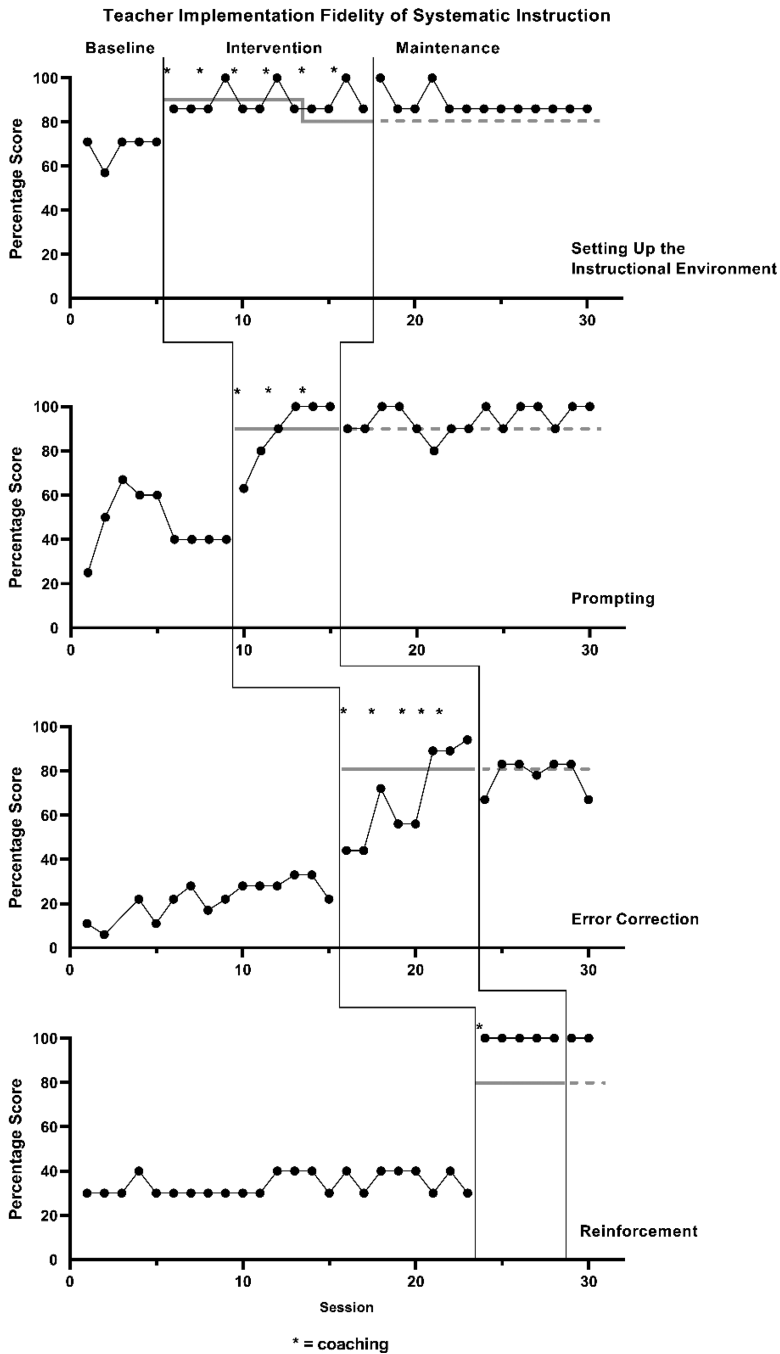 Teacher Implementation Fidelity of Systematic Instruction
Baseline Intervention Maintenance
* * * * * *
Percentage Score
100
80
60
40
20
0
0 10 20 30
Setting Up the
Instructional Environment
* * *
Percentage Score
100
80
60
40
20
0
0 10 20 30
Prompting
* * * * *
Percentage Score
100
80
60
40
20
0
0 10 20 30
Error Correction
*
Percentage Score
100
80
60
40
20
0
0 10 20 30
Reinforcement
Session
* = coaching